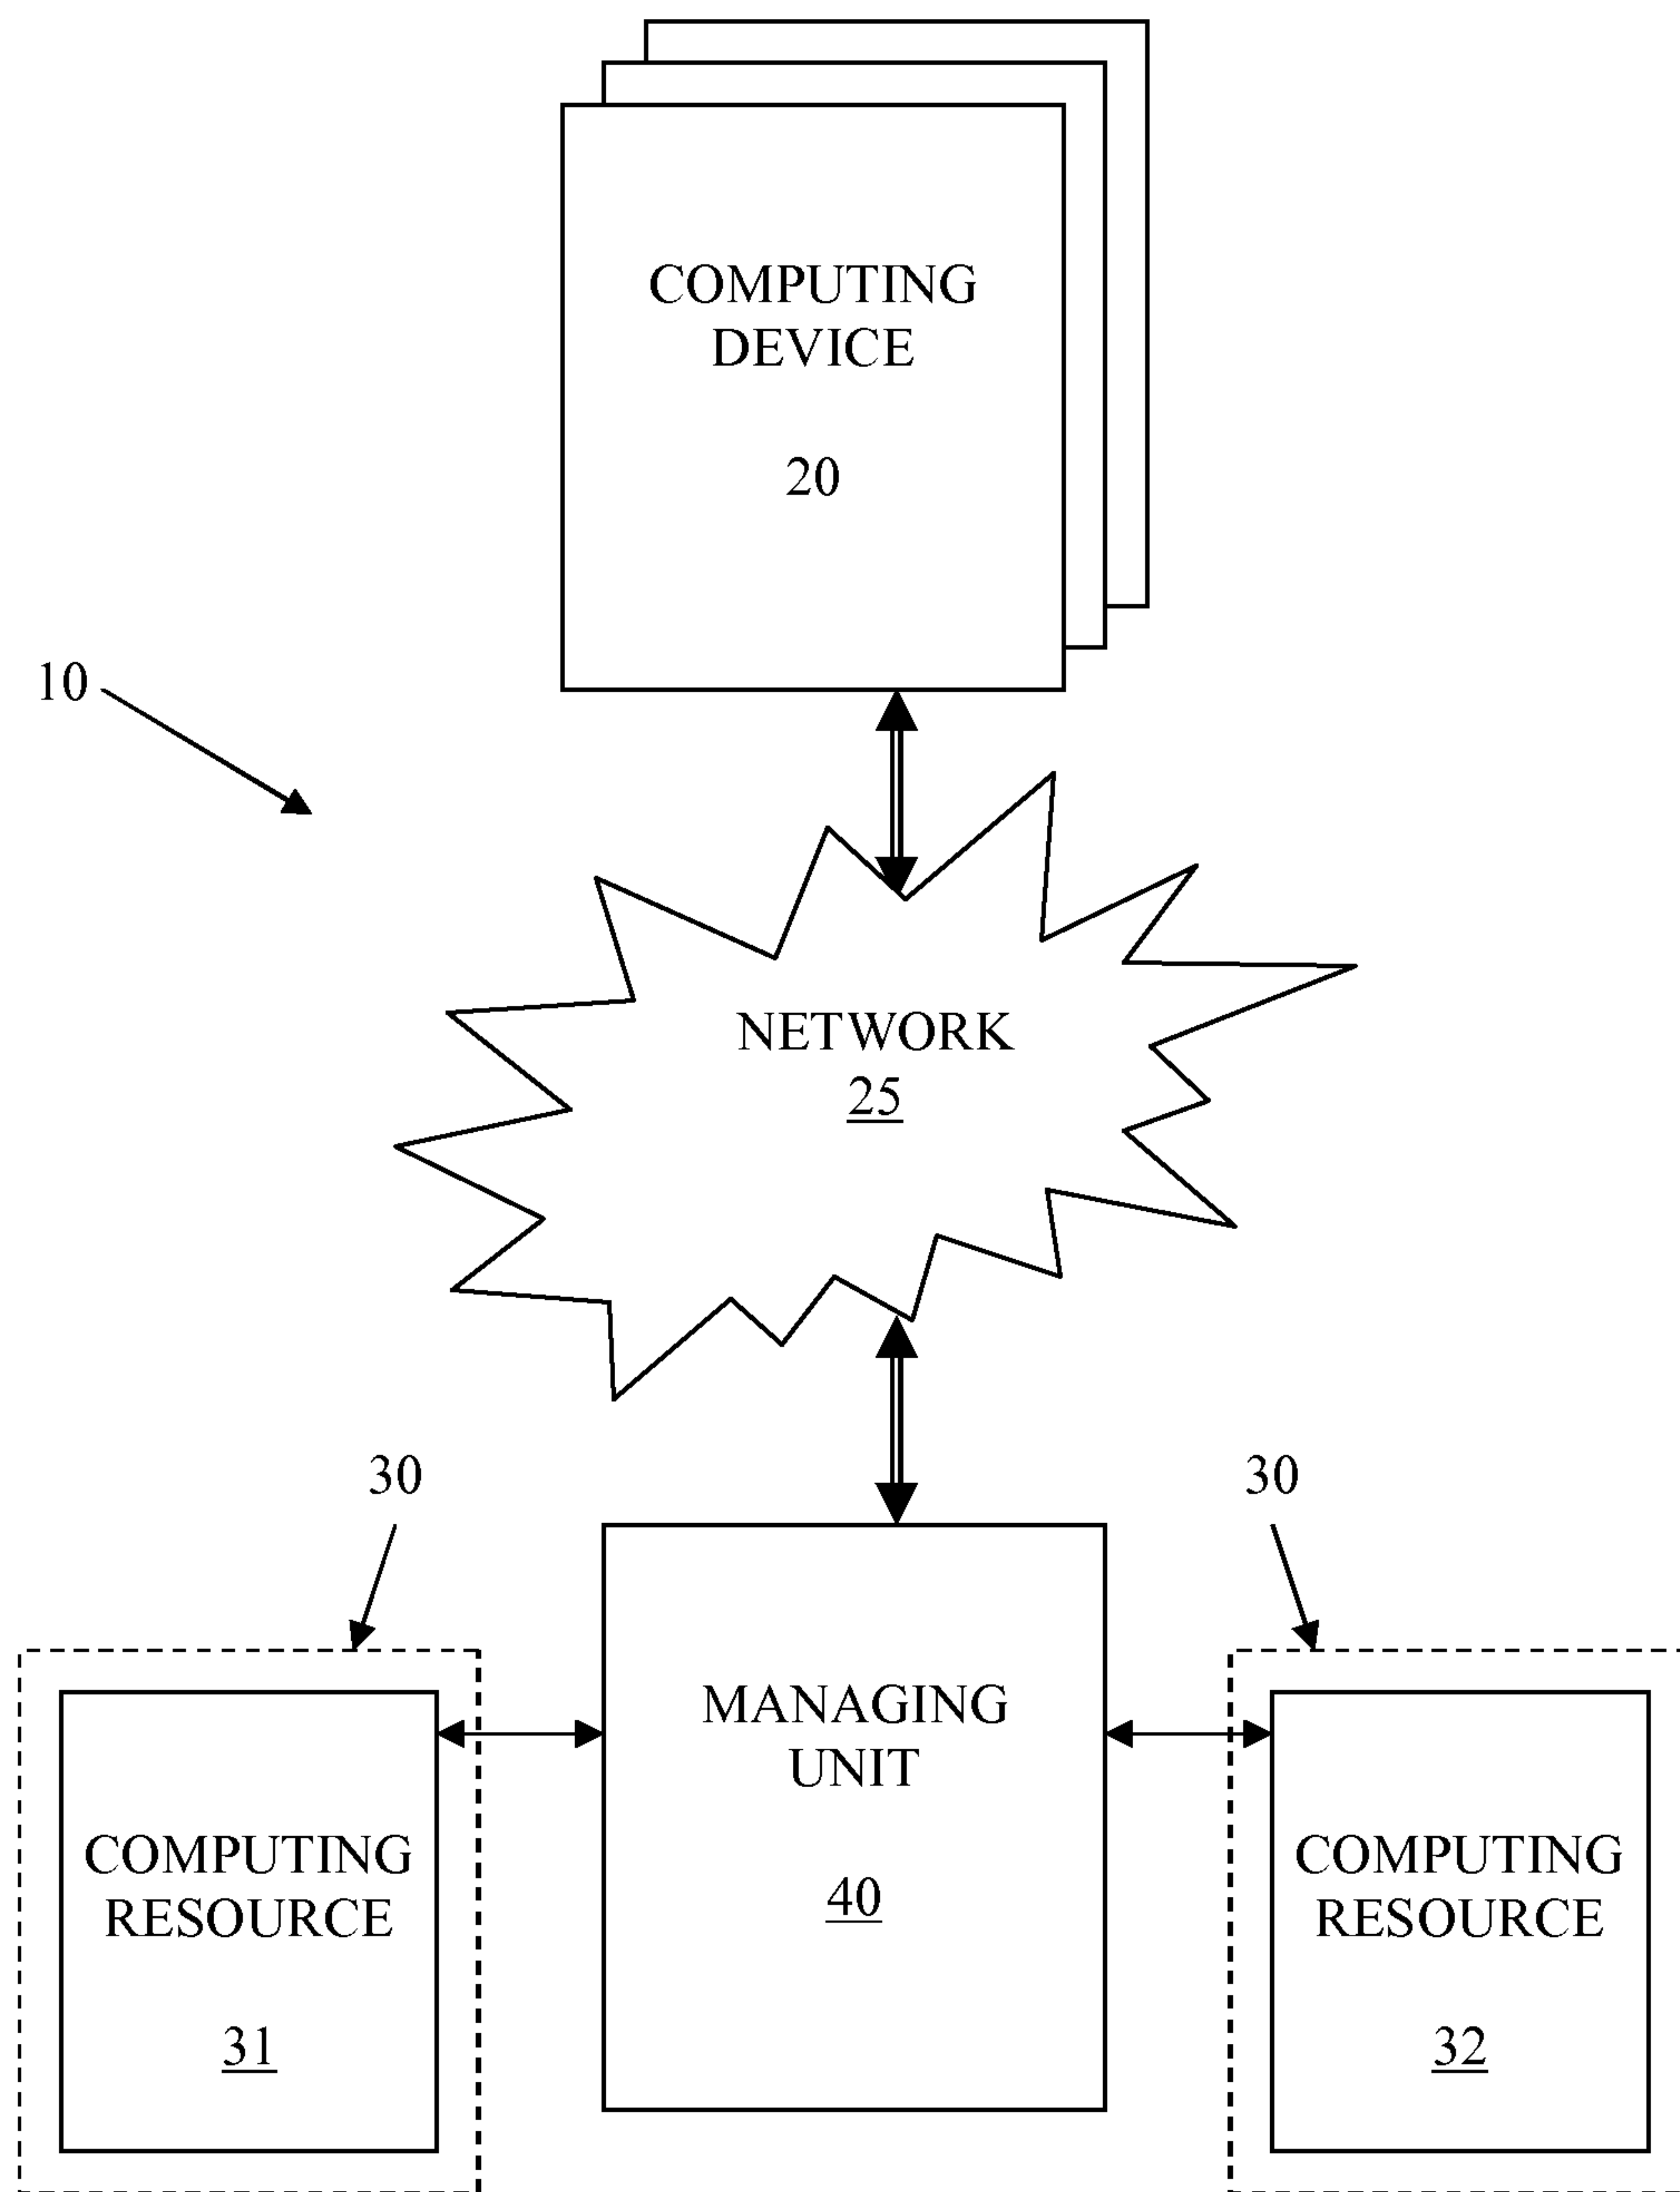 COMPUTING
DEVICE
20
10
NETWORK
25
30
30
MANAGING
UNIT
40
COMPUTING
RESOURCE
31
COMPUTING
RESOURCE
32